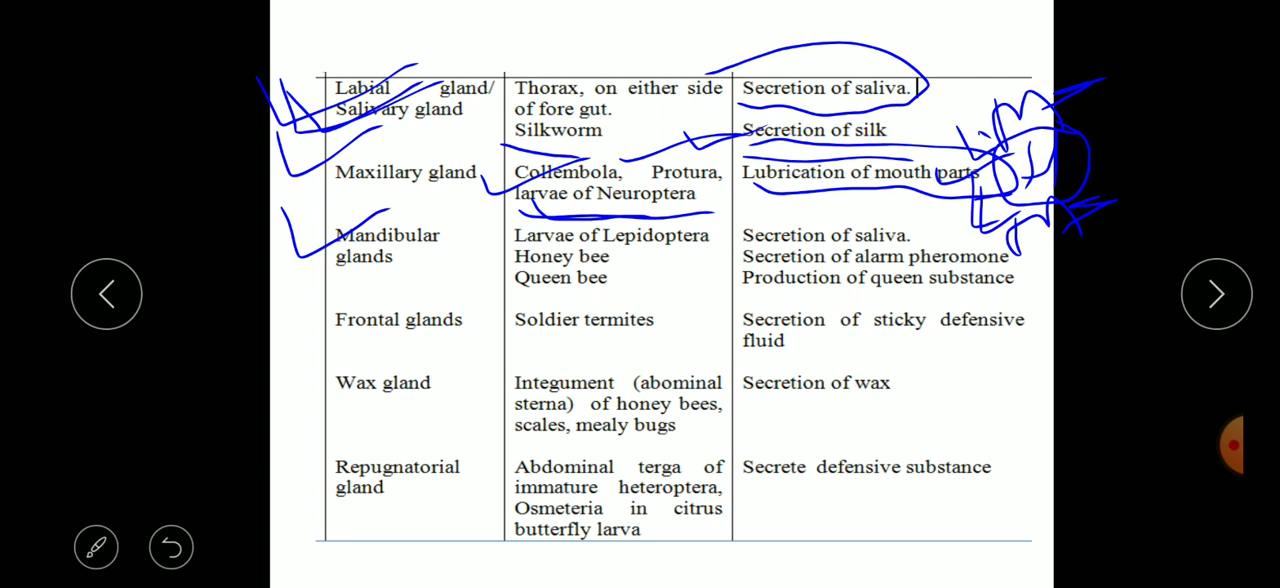 Labial gland/ Thorax, on either side Secretion of saliva.
Salivary gland of fore gut.
Silkworm Secretion of silk
Maxillary gland Collembola, Protura, Lubrication of mouth parts
larvae of Neuroptera
Mandibular Larvae of Lepidoptera Secretion of saliva.
glands Honey bee Secretion of alarm pheromone
Queen bee Production of queen substance
Frontal glands Soldier termites Secretion of sticky defensive
fluid
Wax gland Integument (abominal Secretion of wax
sterna) of honey bees,
scales, mealy bugs
Repugnatorial Abdominal terga of Secrete defensive substance
gland immature heteroptera,
Osmeteria in citrus
butterfly larva